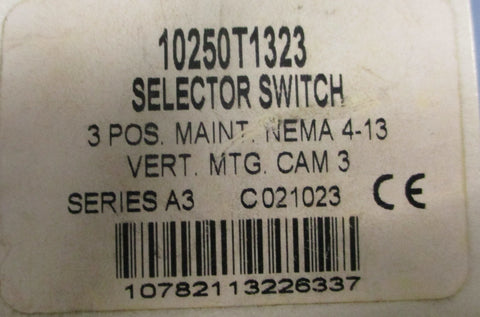 10250T1323
SELECTOR SWITCH
3 POS. MAINT. NEMA 4-13
VERT. MTG. CAM 3
SERIES A3 C021023 CE
10782113226337